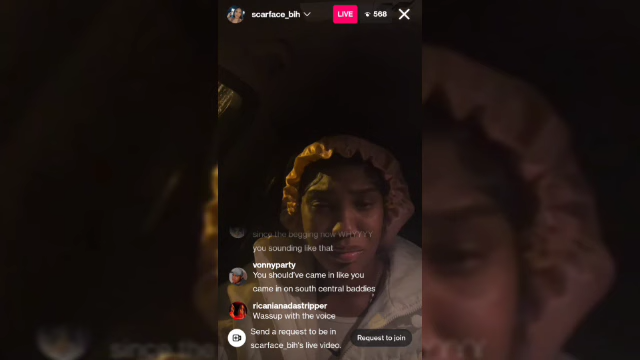 scarface_bih
LIVE
568
since the begging now WHYYYY
you sounding like that
vonnyparty
You should've came in like you
came in on south central baddies
ricanianadastripper
Wassup with the voice
Send a request to be in
scarface_bih's live video.
Request to join